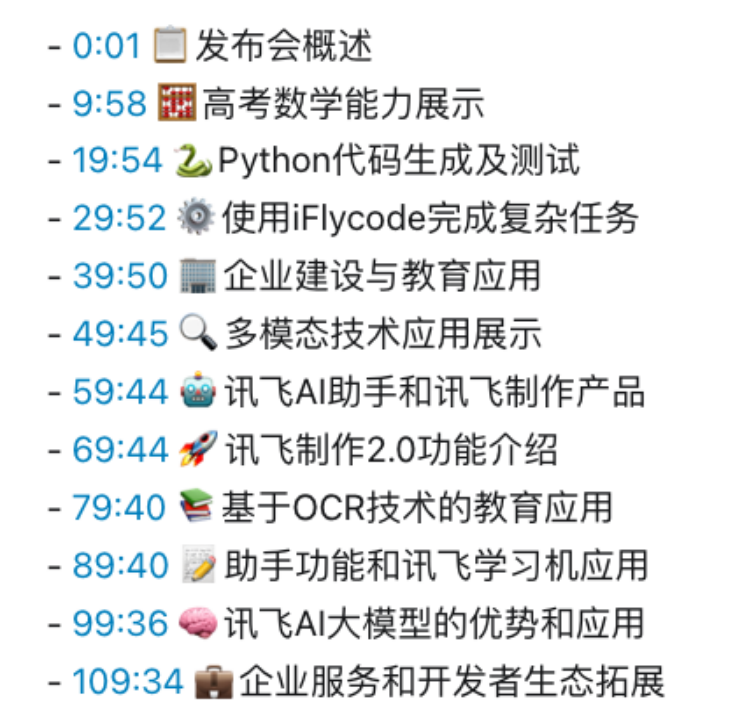 - 0:01 📋发布会概述
- 9:58 🧮高考数学能力展示
- 19:54 🐍Python代码生成及测试
- 29:52 ⚙️使用iFlycode完成复杂任务
- 39:50 🏢企业建设与教育应用
- 49:45 🔍多模态技术应用展示
- 59:44 🤖讯飞AI助手和讯飞制作产品
- 69:44 🚀讯飞制作2.0功能介绍
- 79:40 📚基于OCR技术的教育应用
- 89:40 📝助手功能和讯飞学习机应用
- 99:36 🧠讯飞AI大模型的优势和应用
- 109:34 💼企业服务和开发者生态拓展